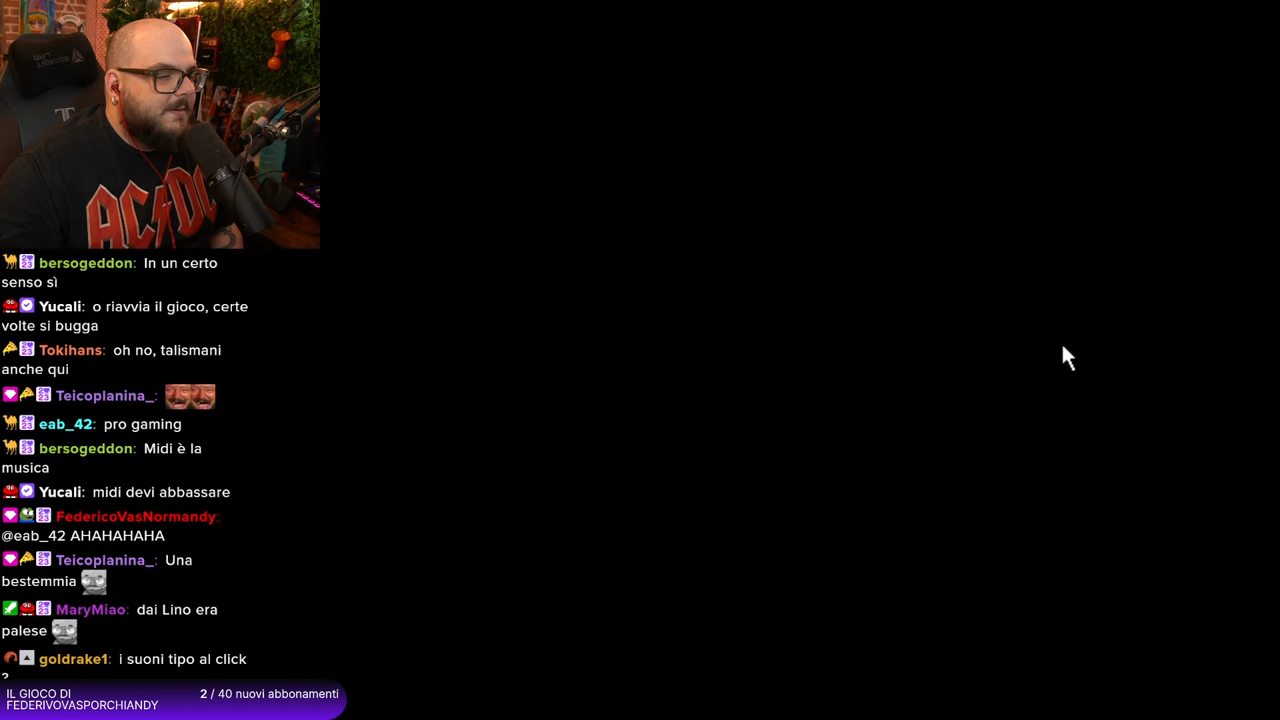 AC DC
bersogeddon: In un certo
senso sì
Yucali: o riavvia il gioco, certe
volte si bugga
Tokihans: oh no, talismani
anche qui
Teicoplanina_:
eab_42: pro gaming
bersogeddon: Midi è la
musica
Yucali: midi devi abbassare
FedericoVasNormandy:
@eab_42 AHAHAHAHA
Teicoplanina_: Una
bestemmia
MaryMiao: dai Lino era
palese
goldrake1: i suoni tipo al click
?
IL GIOCO DI
FEDERIVOVASPORCHIANDY
2 / 40 nuovi abbonamenti